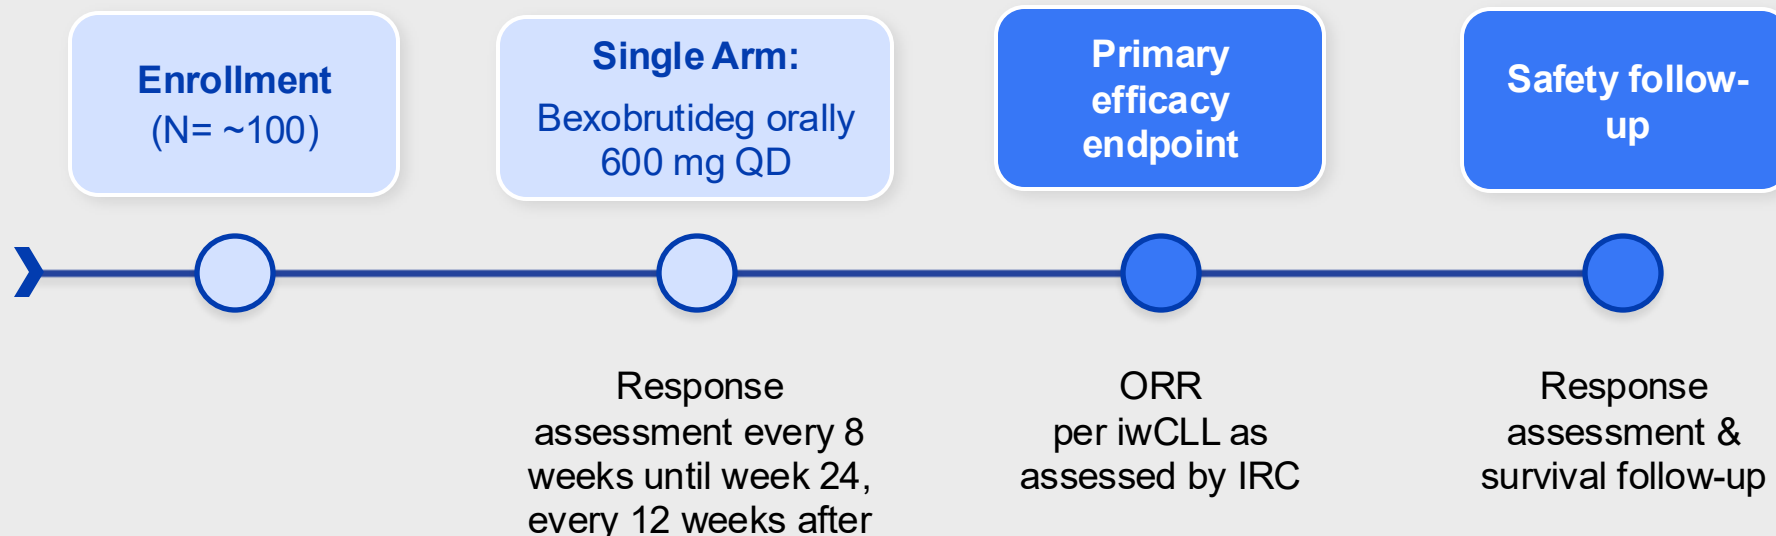 Enrollment
(N= ~100)
Single Arm:
Bexobrutideg orally
600 mg QD
Primary
efficacy
endpoint
Safety follow-
up
Response
assessment every 8
weeks until week 24,
every 12 weeks after
ORR
per iwCLL as
assessed by IRC
Response
assessment &
survival follow-up